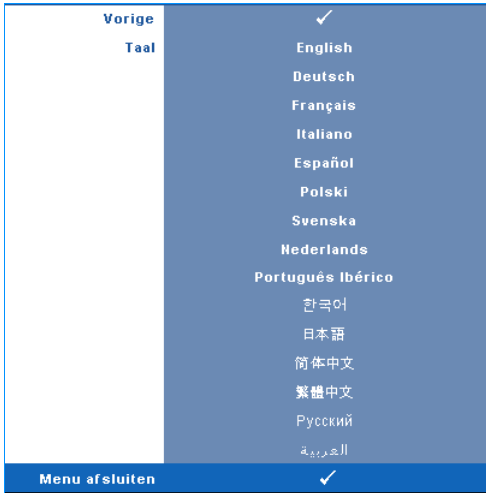 Vorige ✓
Taal English
Deutsch
Français
Italiano
Español
Polski
Svenska
Nederlands
Português Ibérico
한국어
日本語
简体中文
繁體中文
Русский
العربية
Menu afsluiten ✓